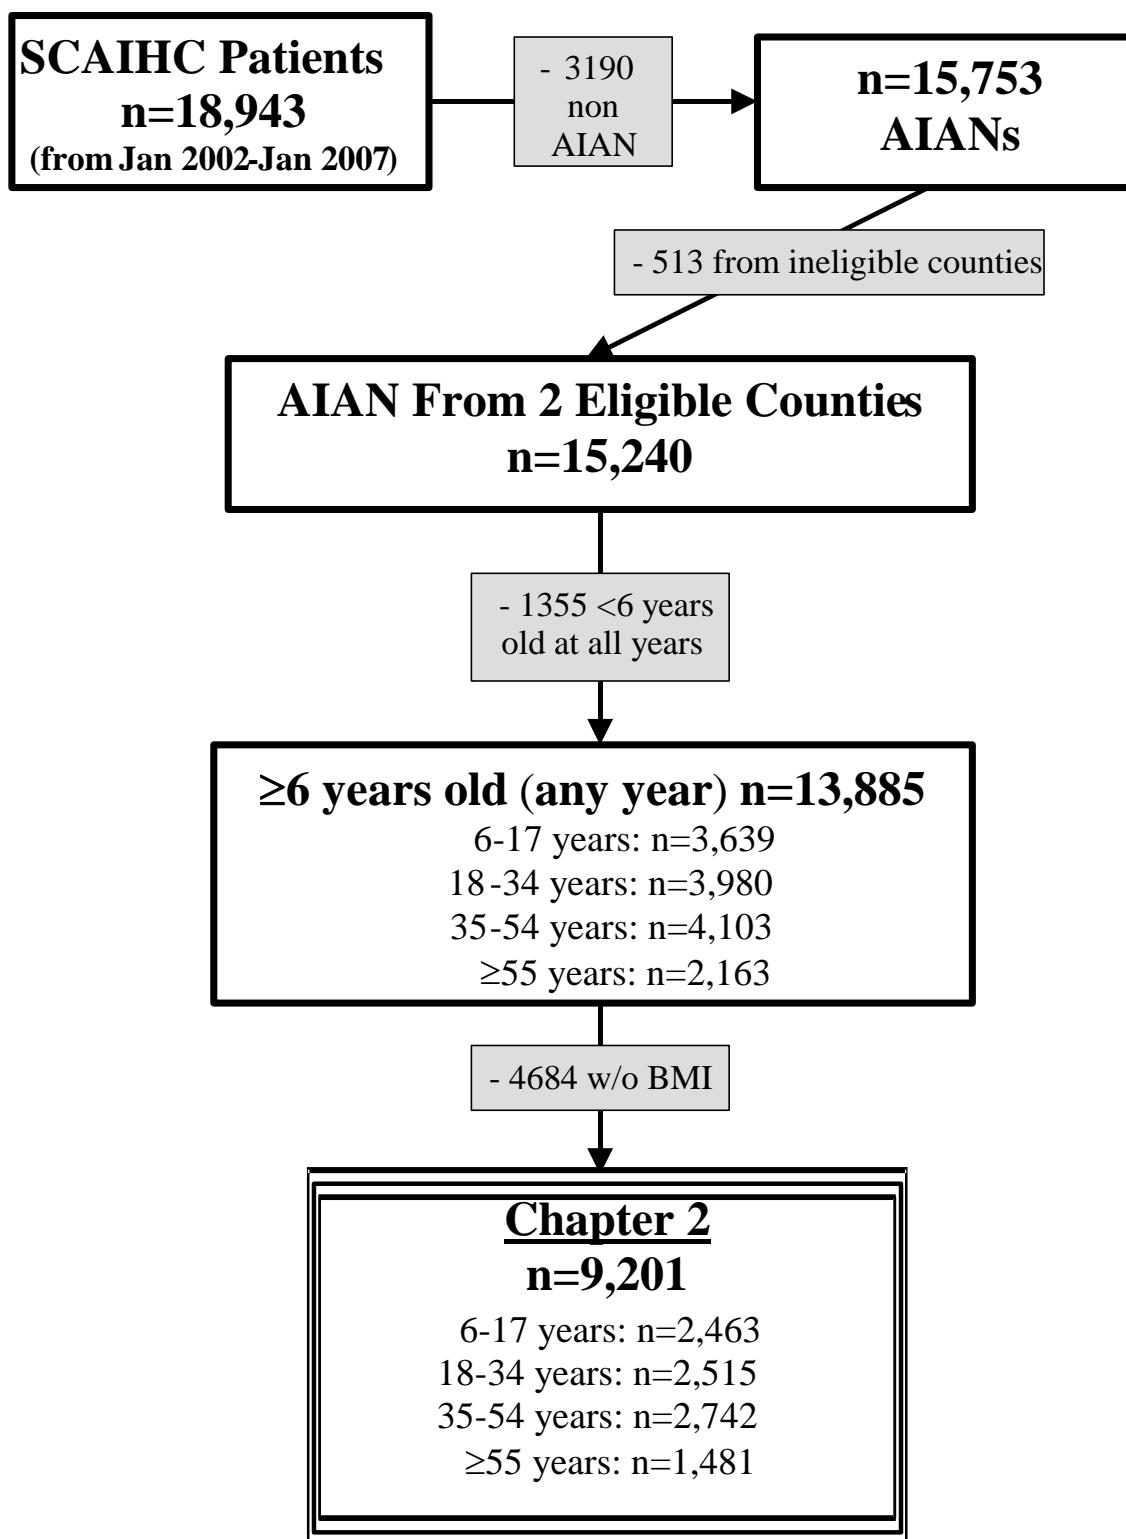 SCAIHC Patients
n=18,943
(from Jan 2002-Jan 2007)
- 3190
non
AIAN
n=15,753
AIANs
- 513 from ineligible counties
AIAN From 2 Eligible Counties
n=15,240
- 1355 <6 years
old at all years
≥6 years old (any year) n=13,885
6-17 years: n=3,639
18-34 years: n=3,980
35-54 years: n=4,103
≥55 years: n=2,163
- 4684 w/o BMI
Chapter 2
n=9,201
6-17 years: n=2,463
18-34 years: n=2,515
35-54 years: n=2,742
≥55 years: n=1,481